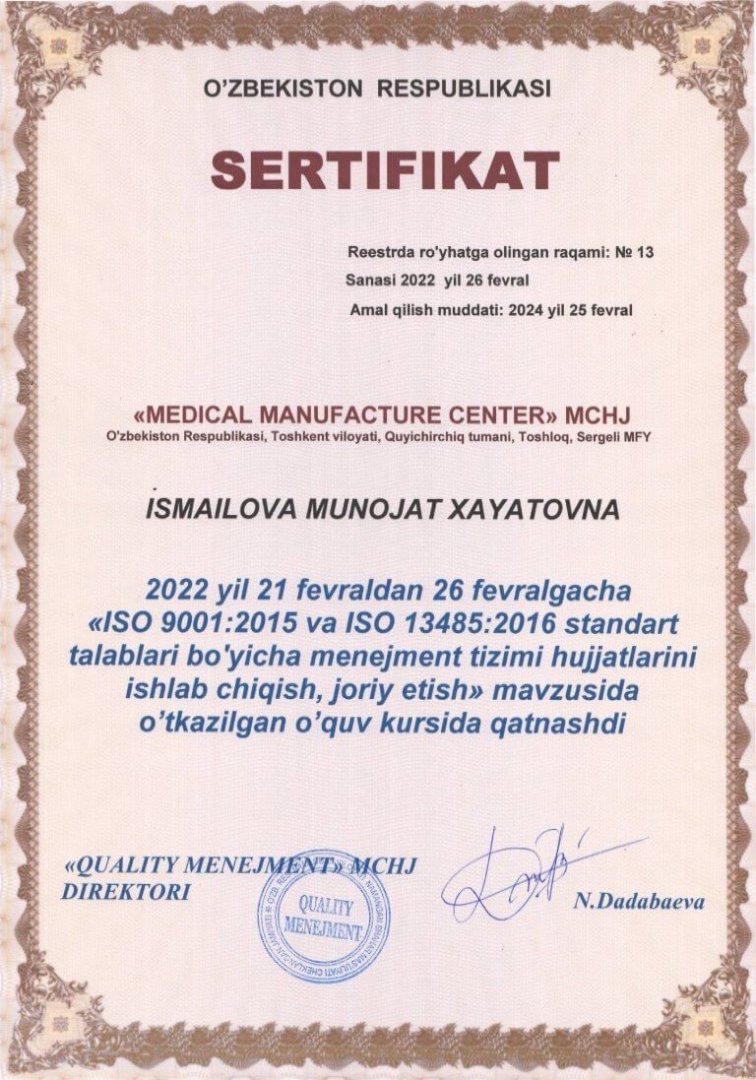 O’ZBEKISTON RESPUBLIKASI
SERTIFIKAT
Reestrda ro'yhatga olingan raqami: № 13
Sanasi 2022 yil 26 fevral
Amal qilish muddati: 2024 yil 25 fevral
«MEDICAL MANUFACTURE CENTER» MCHJ
O'zbekiston Respublikasi, Toshkent viloyati, Quyichirchiq tumani, Toshloq, Sergeli MFY
ISMAILOVA MUNOJAT XAYATOVNA
2022 yil 21 fevraldan 26 fevralgacha
«ISO 9001:2015 va ISO 13485:2016 standart
talablari bo'yicha menejment tizimi hujjatlarini
ishlab chiqish, joriy etish» mavzusida
o’tkazilgan o’quv kursida qatnashdi
«QUALITY MENEJMENT» MCHJ
DIREKTORI
N.Dadabaeva
QUALITY
MENEJMENT